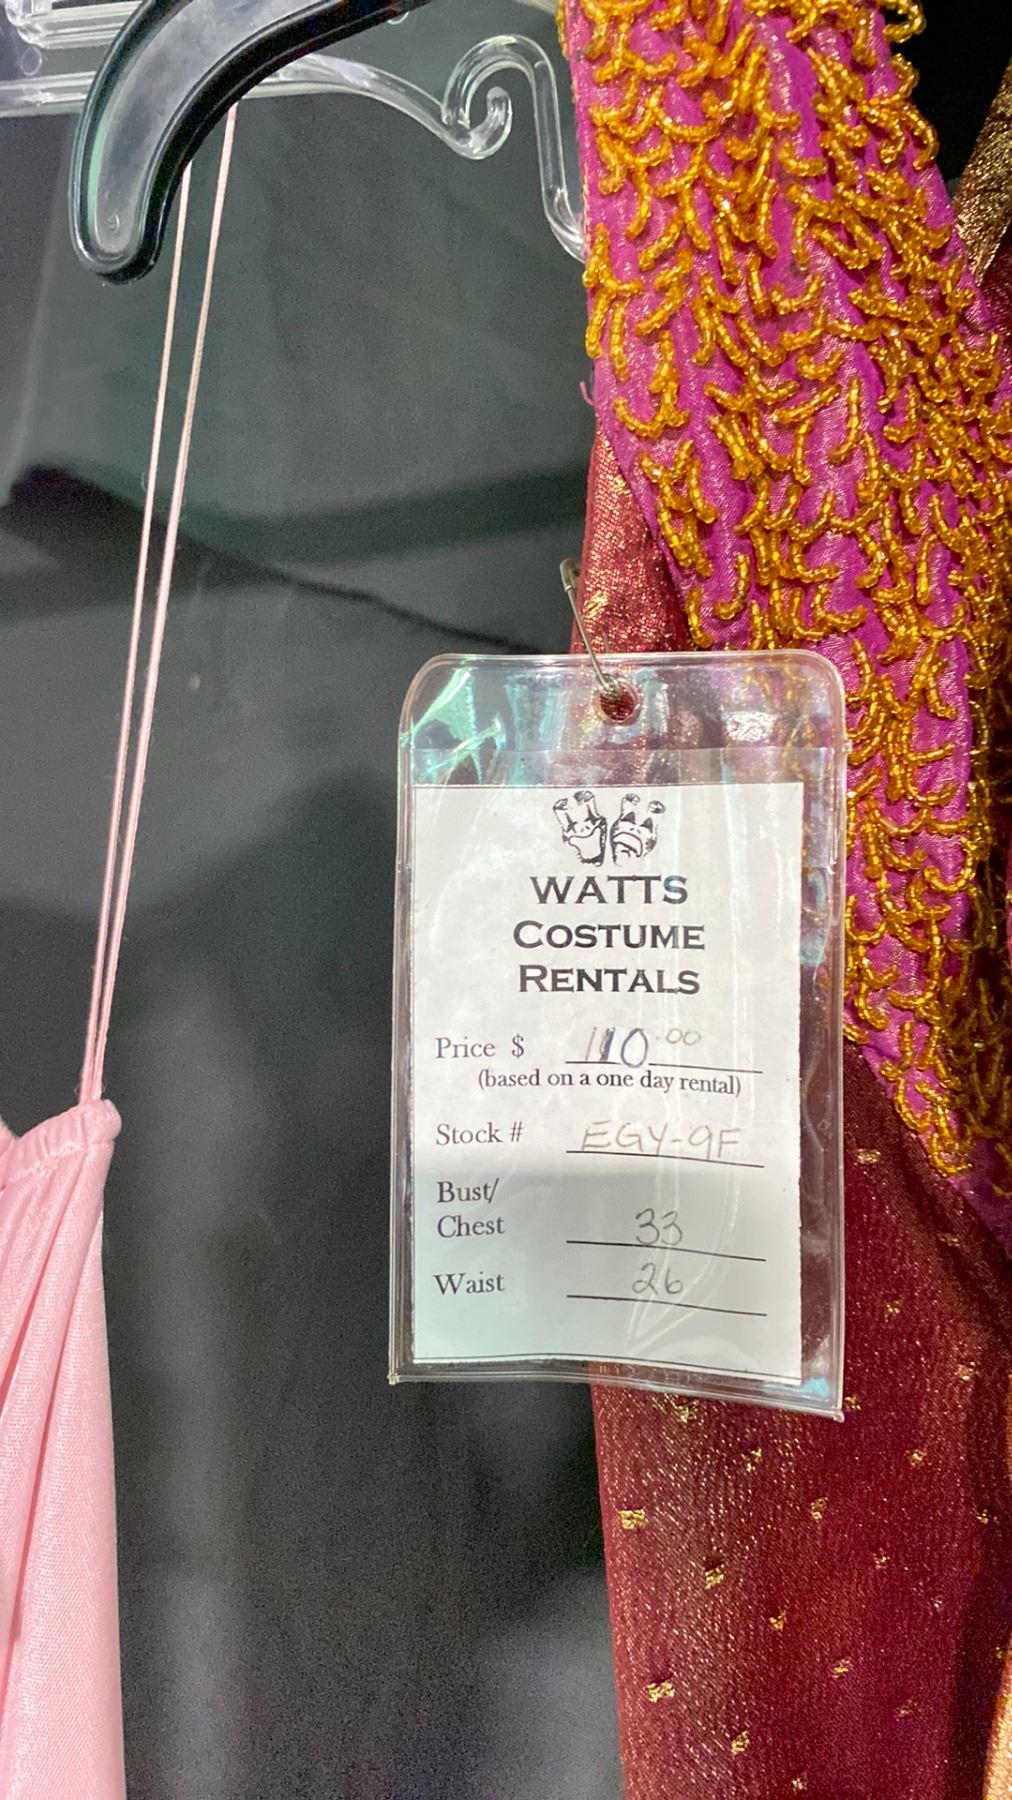 WATTS
COSTUME
RENTALS
Price $ 110.00
(based on a one day rental)
Stock # EGY-9F
Bust/
Chest 33
Waist 26